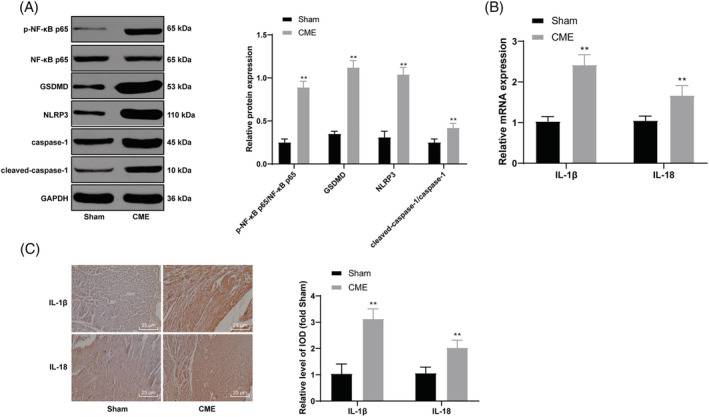 (A)
p-NF-κB p65
65 kDa
NF-κB p65
65 kDa
GSDMD
53 kDa
NLRP3
110 kDa
caspase-1
45 kDa
cleaved-caspase-1
10 kDa
GAPDH
36 kDa
Sham
CME
Sham
CME
Relative protein expression
1.5
1.0
0.5
0.0
**
**
**
**
p-NF-κB p65/NF-κB p65
GSDMD
NLRP3
cleaved-caspase-1/caspase-1
(B)
Sham
CME
Relative mRNA expression
3
2
1
0
**
**
IL-1β
IL-18
(C)
IL-1β
25 μm
25 μm
IL-18
25 μm
25 μm
Sham
CME
Sham
CME
Relative level of IOD (fold Sham)
5
4
3
2
1
0
**
**
IL-1β
IL-18